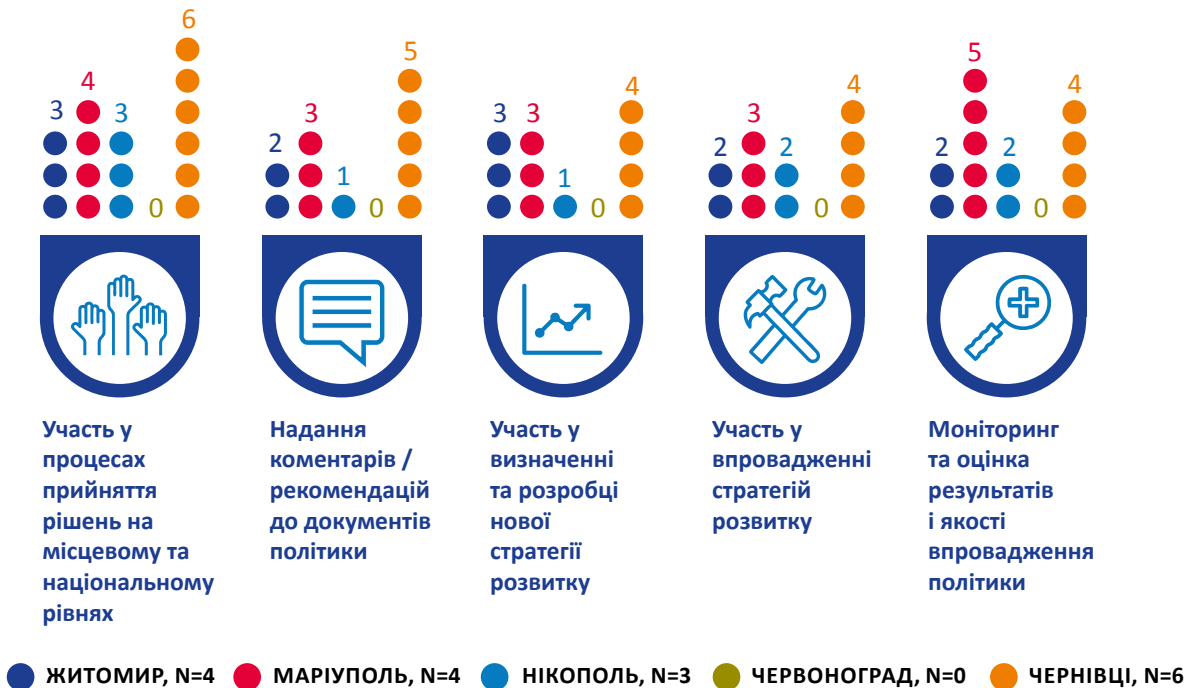 3
4
3
0
6
2
3
1
0
5
3
3
1
0
4
2
3
2
0
4
2
5
2
0
4
Участь у
процесах
прийняття
рішень на
місцевому та
національному
рівнях
Надання
коментарів /
рекомендацій
до документів
політики
Участь у
визначенні
та розробці
нової
стратегії
розвитку
Участь у
впровадженні
стратегій
розвитку
Моніторинг
та оцінка
результатів
і якості
впровадження
політики
ЖИТОМИР, N=4
МАРІУПОЛЬ, N=4
НІКОПОЛЬ, N=3
ЧЕРВОНОГРАД, N=0
ЧЕРНІВЦІ, N=6